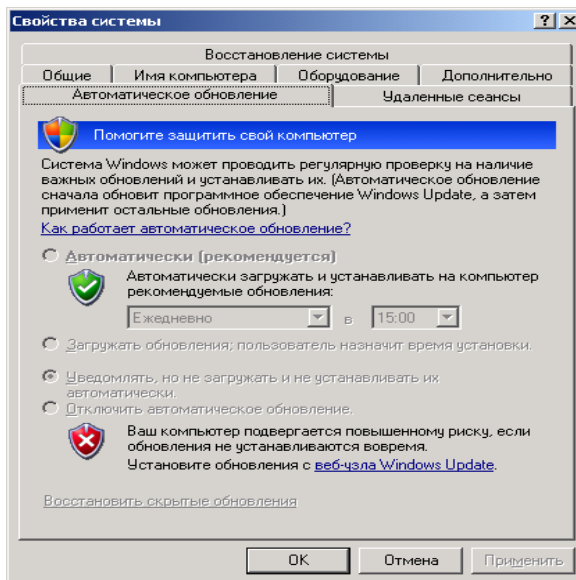 Свойства системы
Восстановление системы
Общие Имя компьютера Оборудование Дополнительно
Автоматическое обновление Удаленные сеансы
Помогите защитить свой компьютер
Система Windows может проводить регулярную проверку на наличие
важных обновлений и устанавливать их. (Автоматическое обновление
сначала обновит программное обеспечение Windows Update, а затем
применит остальные обновления.)
Как работает автоматическое обновление?
Автоматически (рекомендуется)
Автоматически загружать и устанавливать на компьютер
рекомендуемые обновления:
Ежедневно в 15:00
Загружать обновления; пользователь назначит время установки.
Уведомлять, но не загружать и не устанавливать их
автоматически.
Отключить автоматическое обновление.
Ваш компьютер подвергается повышенному риску, если
обновления не устанавливаются вовремя.
Установите обновления с веб-узла Windows Update.
Восстановить скрытые обновления
OK Отмена Применить